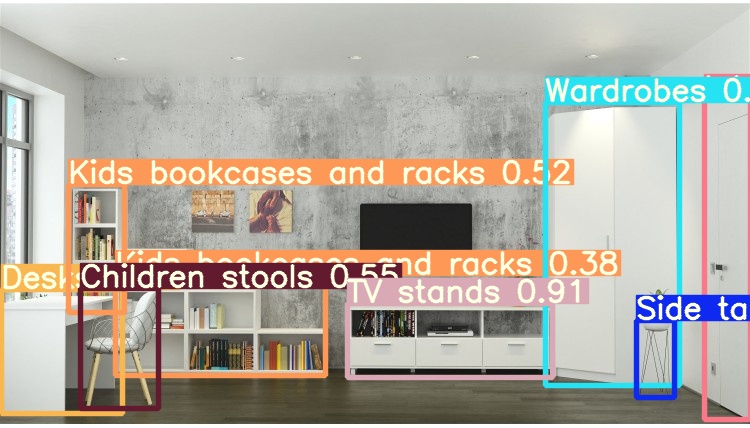 Wardrobes 0.
Kids bookcases and racks 0.52
Kids bookcases and racks 0.38
Desks
Children stools 0.55
TV stands 0.91
Side ta